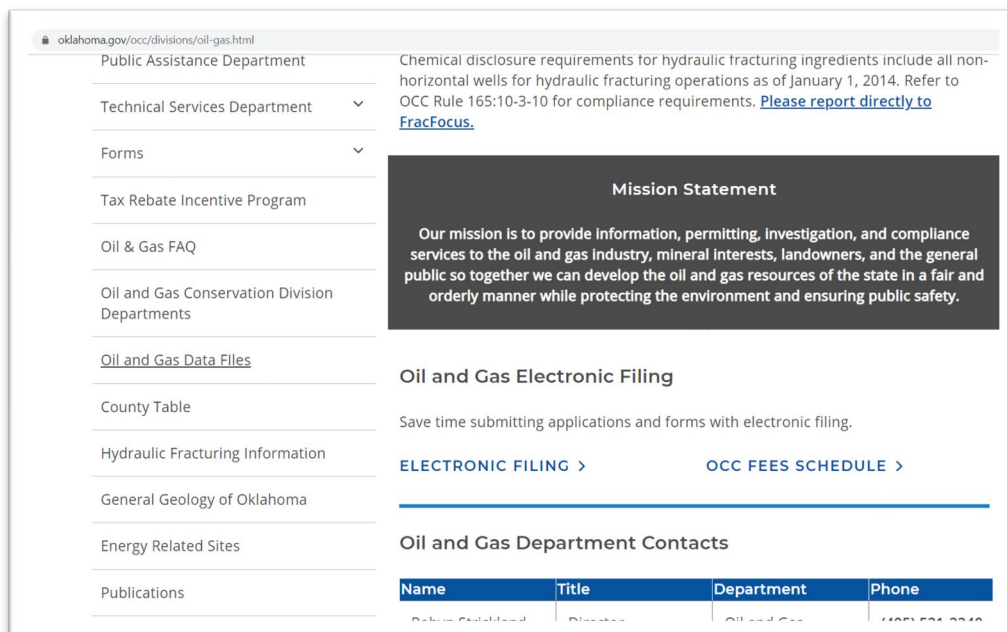 oklahoma.gov/occ/divisions/oil-gas.html
Public Assistance Department
Technical Services Department
Forms
Tax Rebate Incentive Program
Oil & Gas FAQ
Oil and Gas Conservation Division
Departments
Oil and Gas Data FIles
County Table
Hydraulic Fracturing Information
General Geology of Oklahoma
Energy Related Sites
Publications
Chemical disclosure requirements for hydraulic fracturing ingredients include all non-
horizontal wells for hydraulic fracturing operations as of January 1, 2014. Refer to
OCC Rule 165:10-3-10 for compliance requirements. Please report directly to
FracFocus.
Mission Statement
Our mission is to provide information, permitting, investigation, and compliance
services to the oil and gas industry, mineral interests, landowners, and the general
public so together we can develop the oil and gas resources of the state in a fair and
orderly manner while protecting the environment and ensuring public safety.
Oil and Gas Electronic Filing
Save time submitting applications and forms with electronic filing.
ELECTRONIC FILING > OCC FEES SCHEDULE >
Oil and Gas Department Contacts
Name Title Department Phone
Robyn Strickland Director Oil and Gas